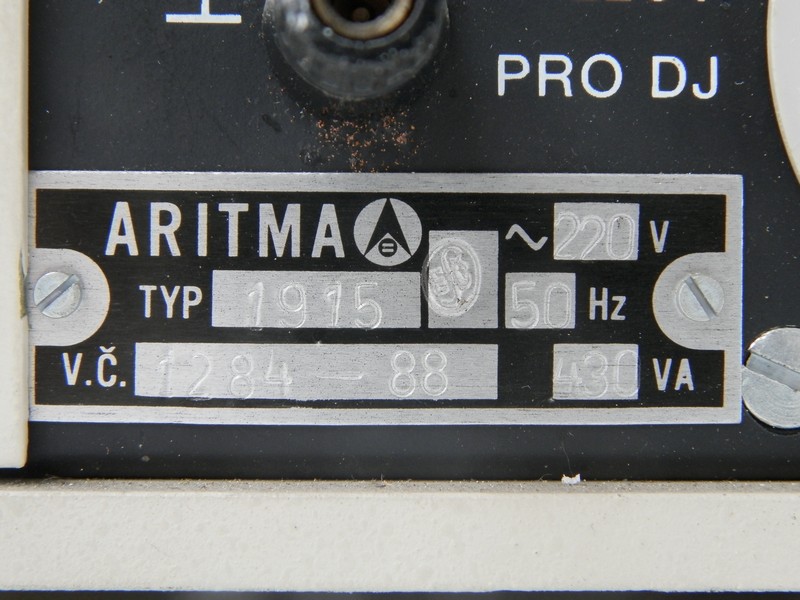 PRO DJ
ARITMA ~ 220 V
TYP 1915 50 Hz
V.Č. 1284 - 88 430 VA